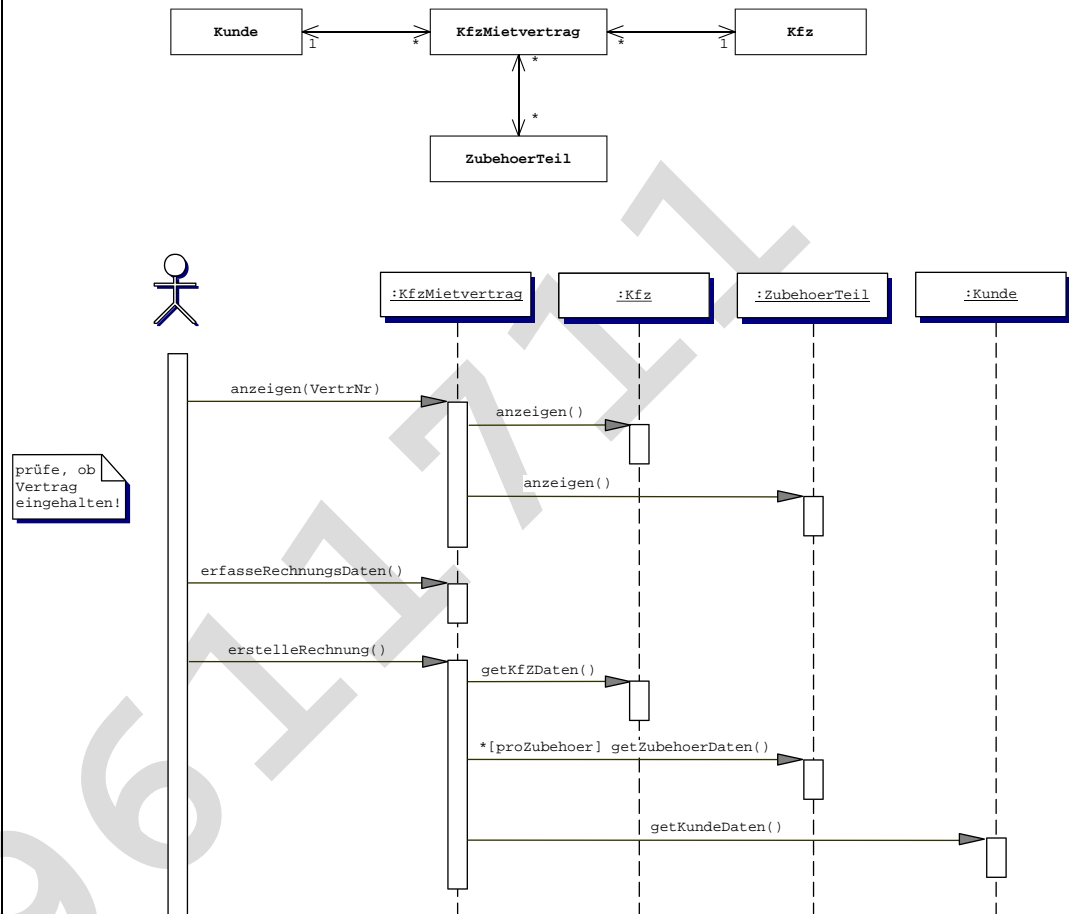 Kunde
KfzMietvertrag
Kfz
1
*
*
1
*
*
ZubehoerTeil
:KfzMietvertrag
:Kfz
:ZubehoerTeil
:Kunde
anzeigen(VertrNr)
anzeigen()
prüfe, ob
Vertrag
eingehalten!
anzeigen()
erfasseRechnungsDaten()
erstelleRechnung()
getKfZDaten()
*[proZubehoer] getZubehoerDaten()
getKundeDaten()
9611711